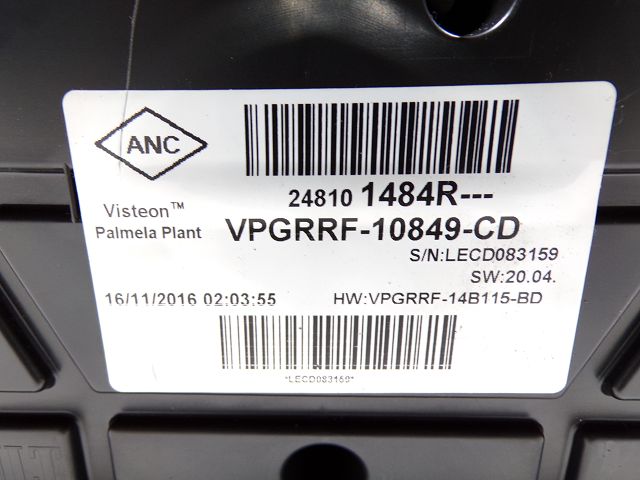 ANC
24810 1484R---
Visteon™
Palmela Plant
VPGRRF-10849-CD
S/N:LECD083159
SW:20.04.
16/11/2016 02:03:55
HW:VPGRRF-14B115-BD
*LECD083159*